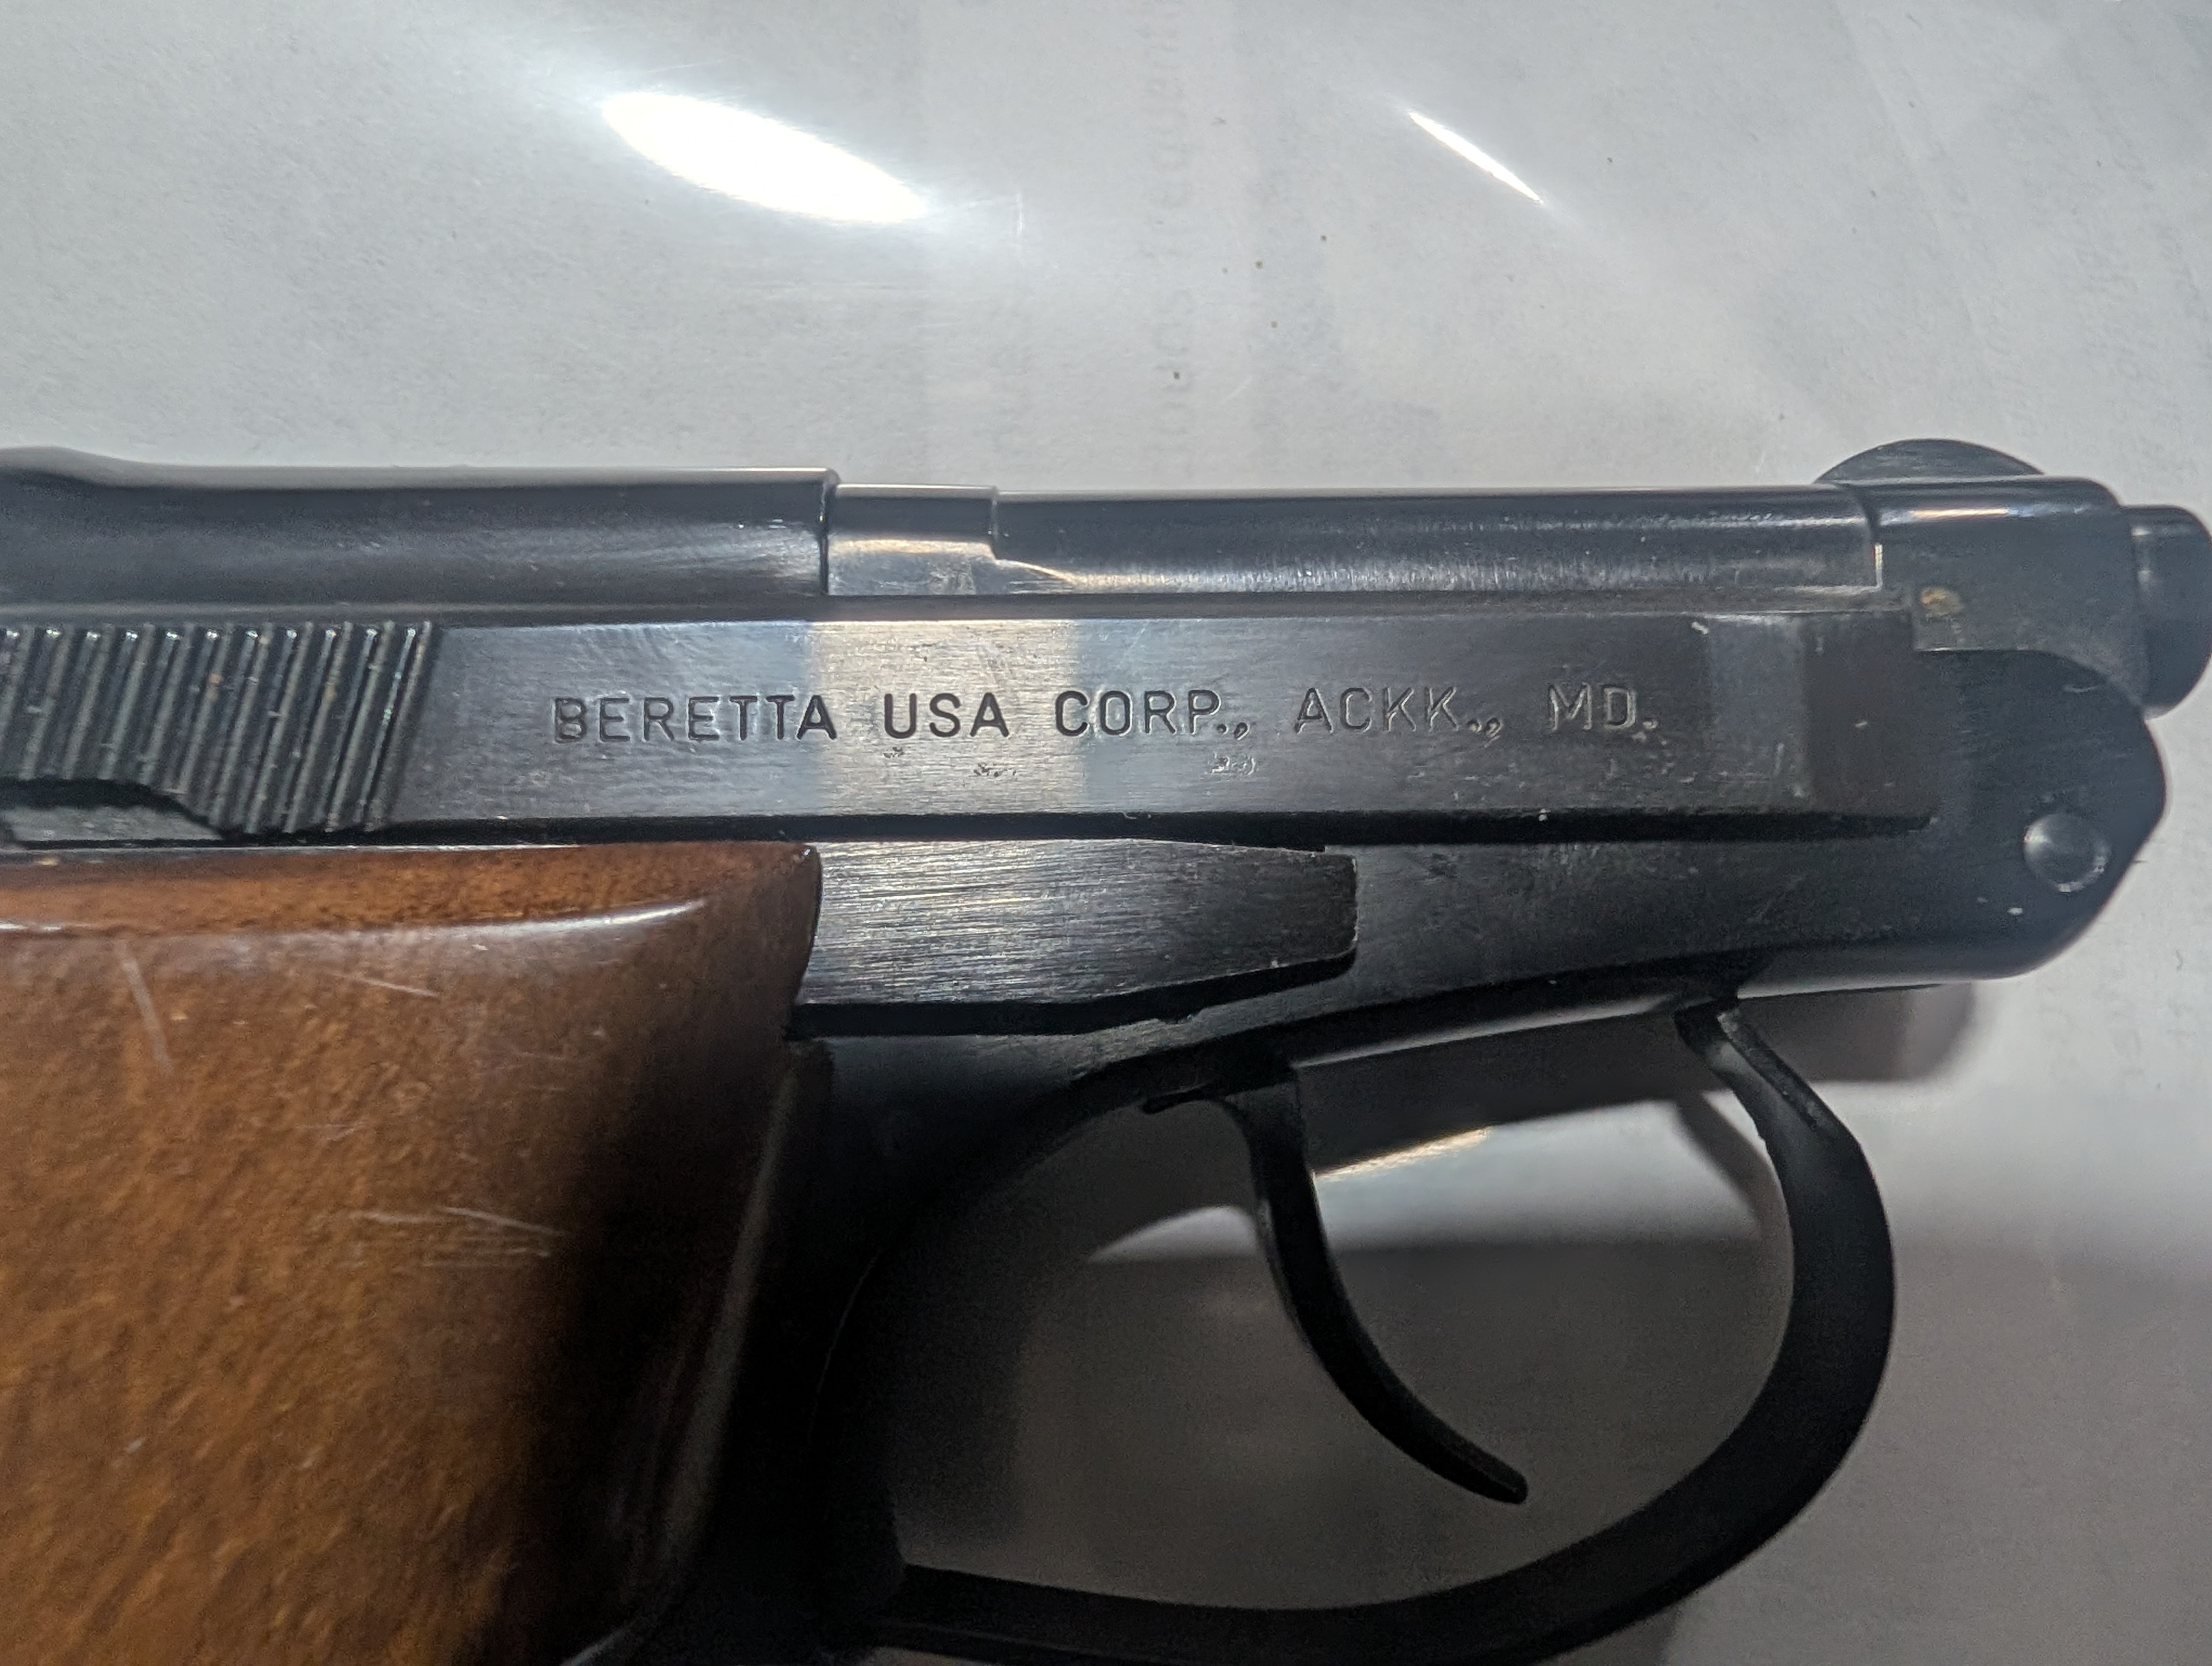 BERETTA USA CORP., ACKK., MD.